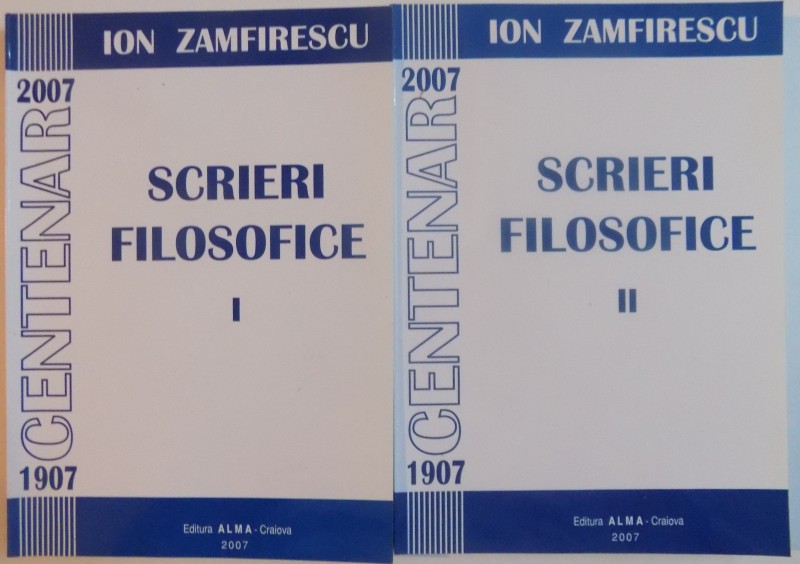 ION ZAMFIRESCU
2007
CENTENAR
1907
SCRIERI
FILOSOFICE
I
Editura ALMA - Craiova
2007
ION ZAMFIRESCU
2007
CENTENAR
1907
SCRIERI
FILOSOFICE
II
Editura ALMA - Craiova
2007